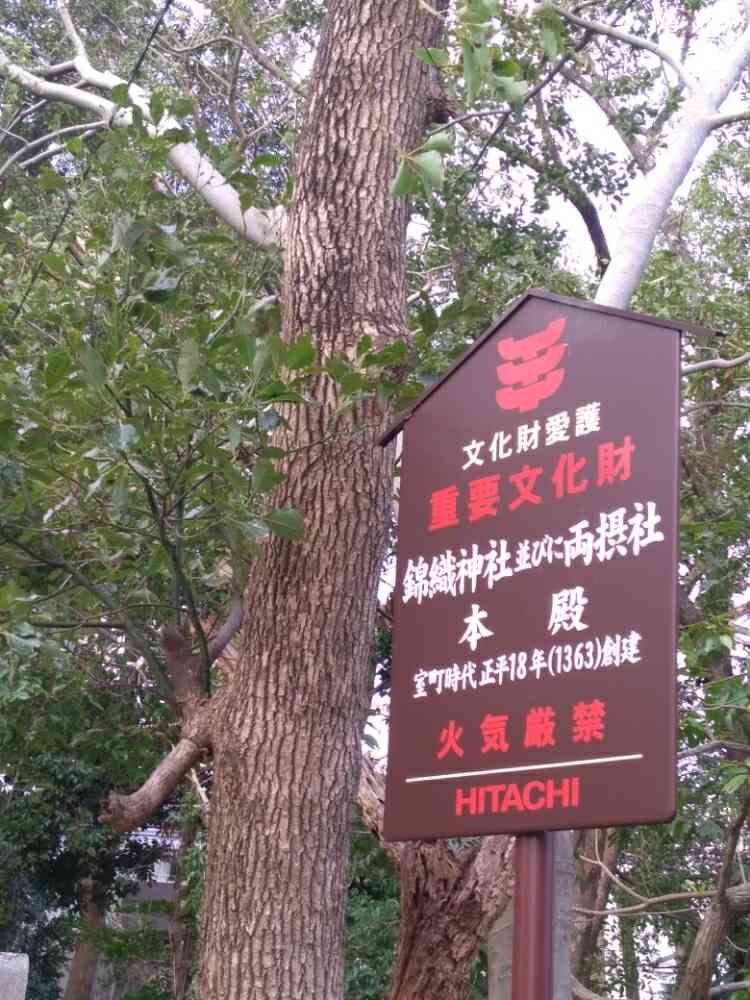 文化財愛護
重要文化財
錦織神社並びに両摂社
本殿
室町時代正平18年(1363)創建
火気厳禁
HITACHI